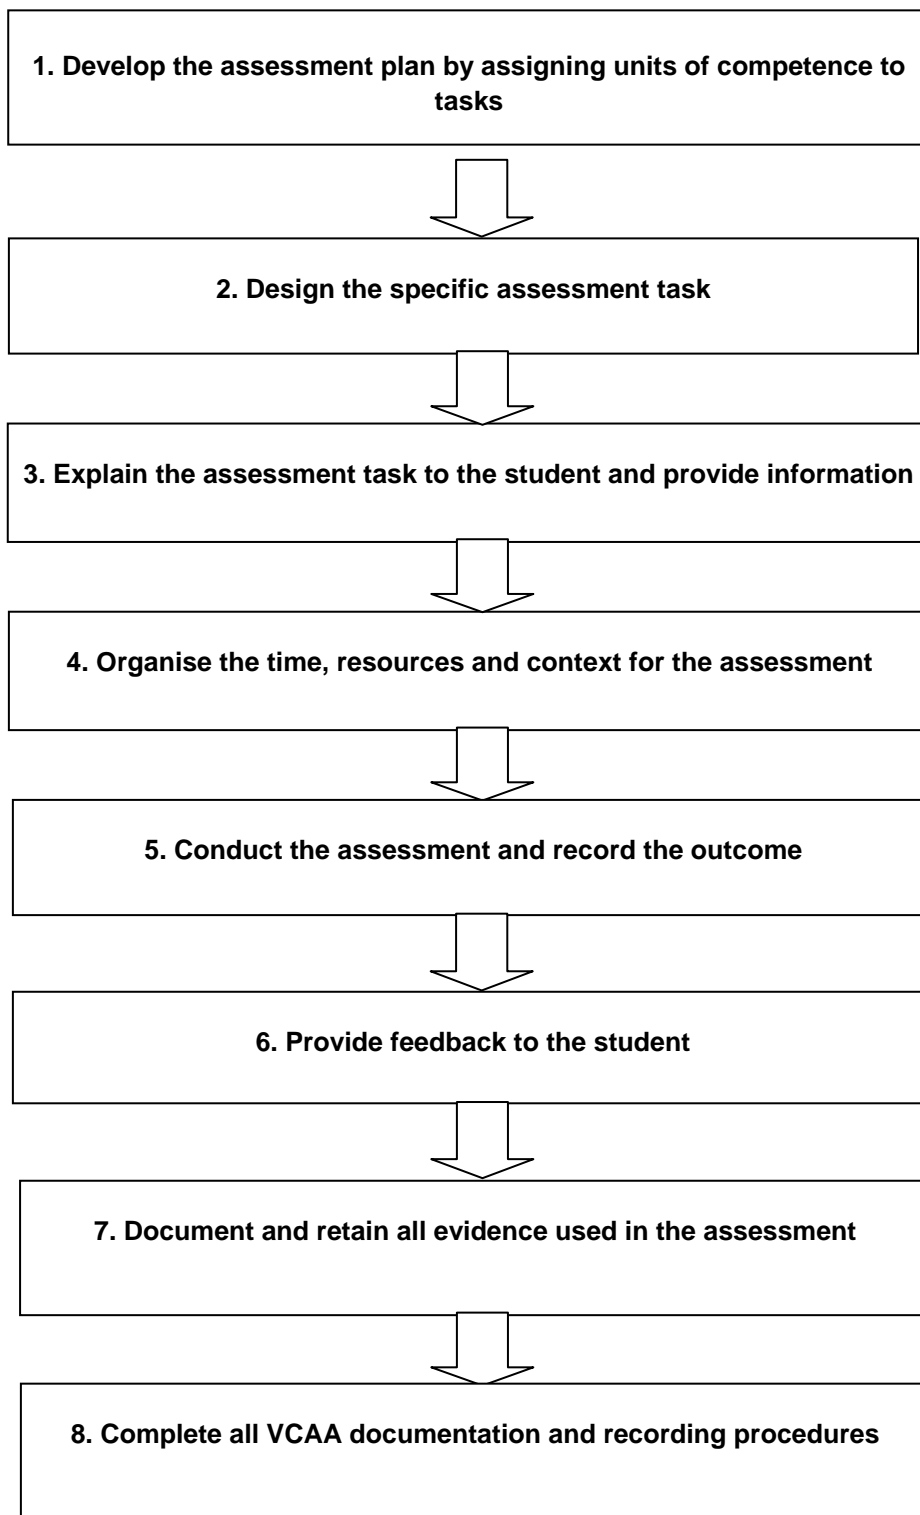 1. Develop the assessment plan by assigning units of competence to
tasks
2. Design the specific assessment task
3. Explain the assessment task to the student and provide information
4. Organise the time, resources and context for the assessment
5. Conduct the assessment and record the outcome
6. Provide feedback to the student
7. Document and retain all evidence used in the assessment
8. Complete all VCAA documentation and recording procedures